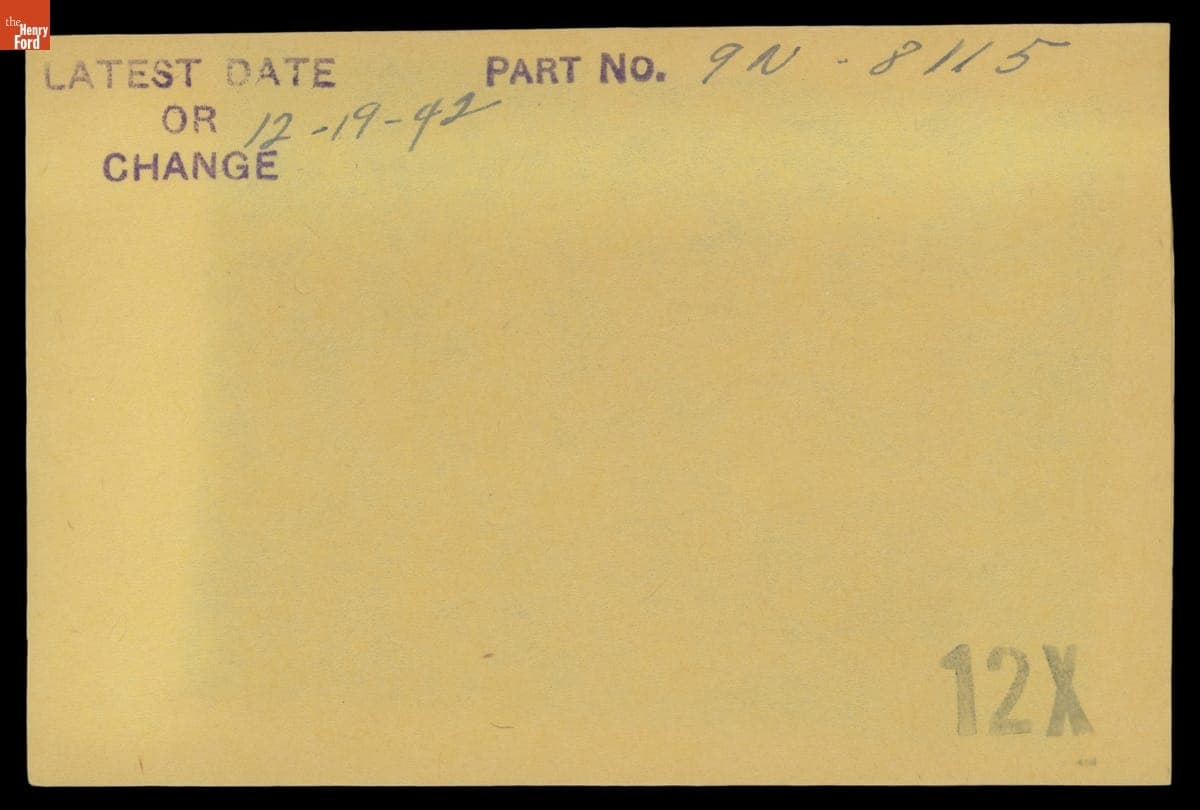 the
Henry
Ford
LATEST DATE
OR 12-19-42
CHANGE
PART NO. 9N-8115
12X